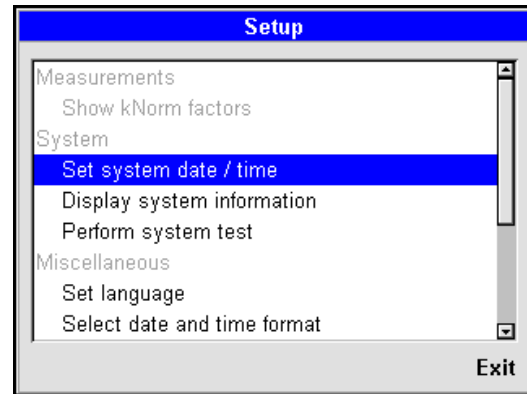 Setup
Measurements
Show kNorm factors
System
Set system date / time
Display system information
Perform system test
Miscellaneous
Set language
Select date and time format
Exit